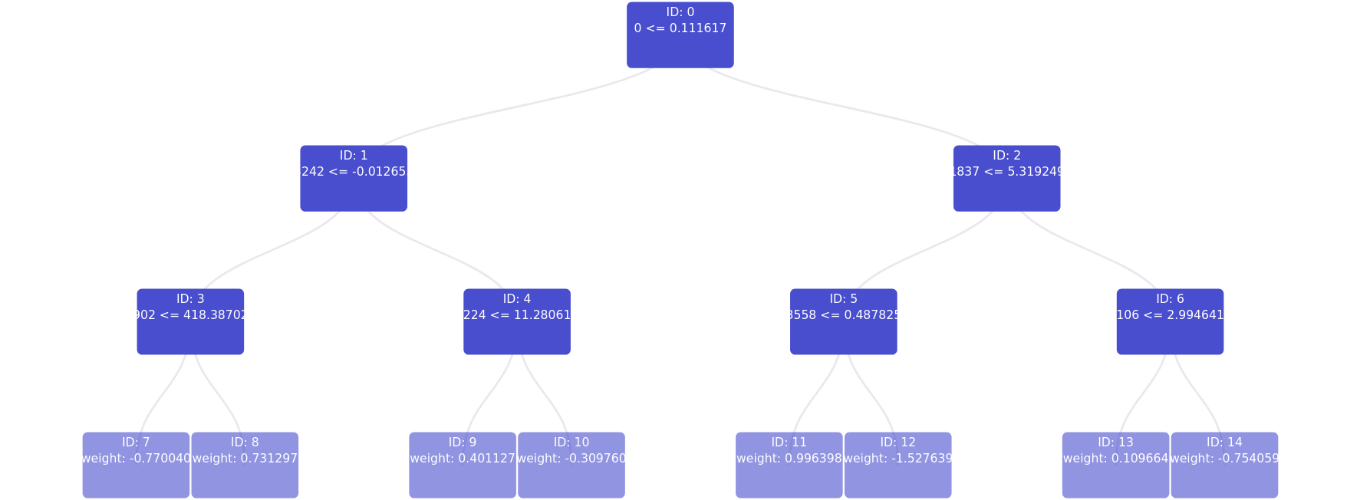 ID: 0
0 <= 0.111617
ID: 1
242 <= -0.01265
ID: 2
1837 <= 5.319249
ID: 3
902 <= 418.38702
ID: 4
224 <= 11.28061
ID: 5
3558 <= 0.487825
ID: 6
106 <= 2.994641
ID: 7
weight: -0.770040
ID: 8
weight: 0.731297
ID: 9
weight: 0.401127
ID: 10
weight: -0.309760
ID: 11
weight: 0.996398
ID: 12
weight: -1.527639
ID: 13
weight: 0.109664
ID: 14
weight: -0.754059